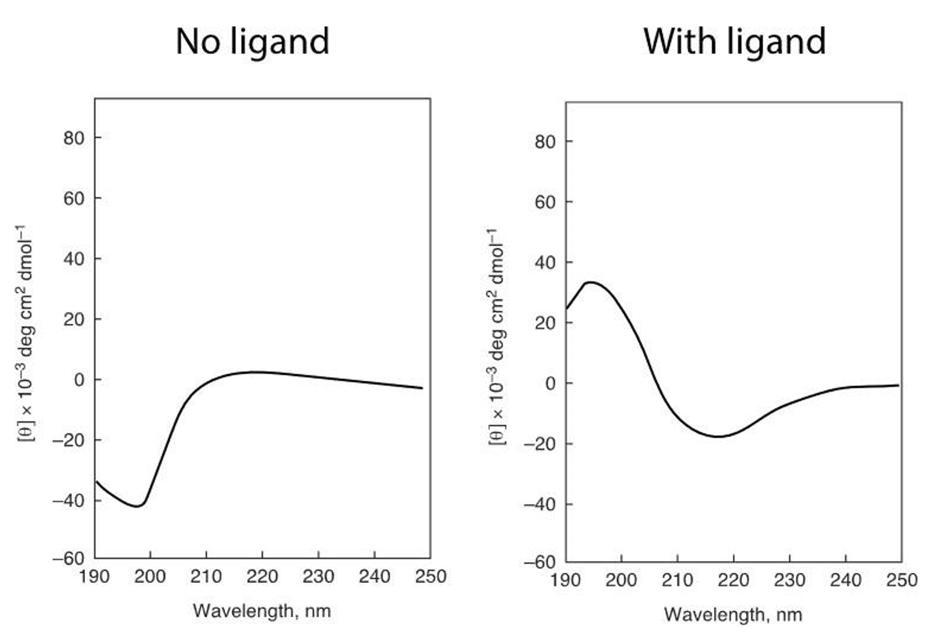 No ligand
With ligand
[θ] × 10⁻³ deg cm² dmol⁻¹
80
60
40
20
0
−20
−40
−60
190 200 210 220 230 240 250
Wavelength, nm
[θ] × 10⁻³ deg cm² dmol⁻¹
80
60
40
20
0
−20
−40
−60
190 200 210 220 230 240 250
Wavelength, nm